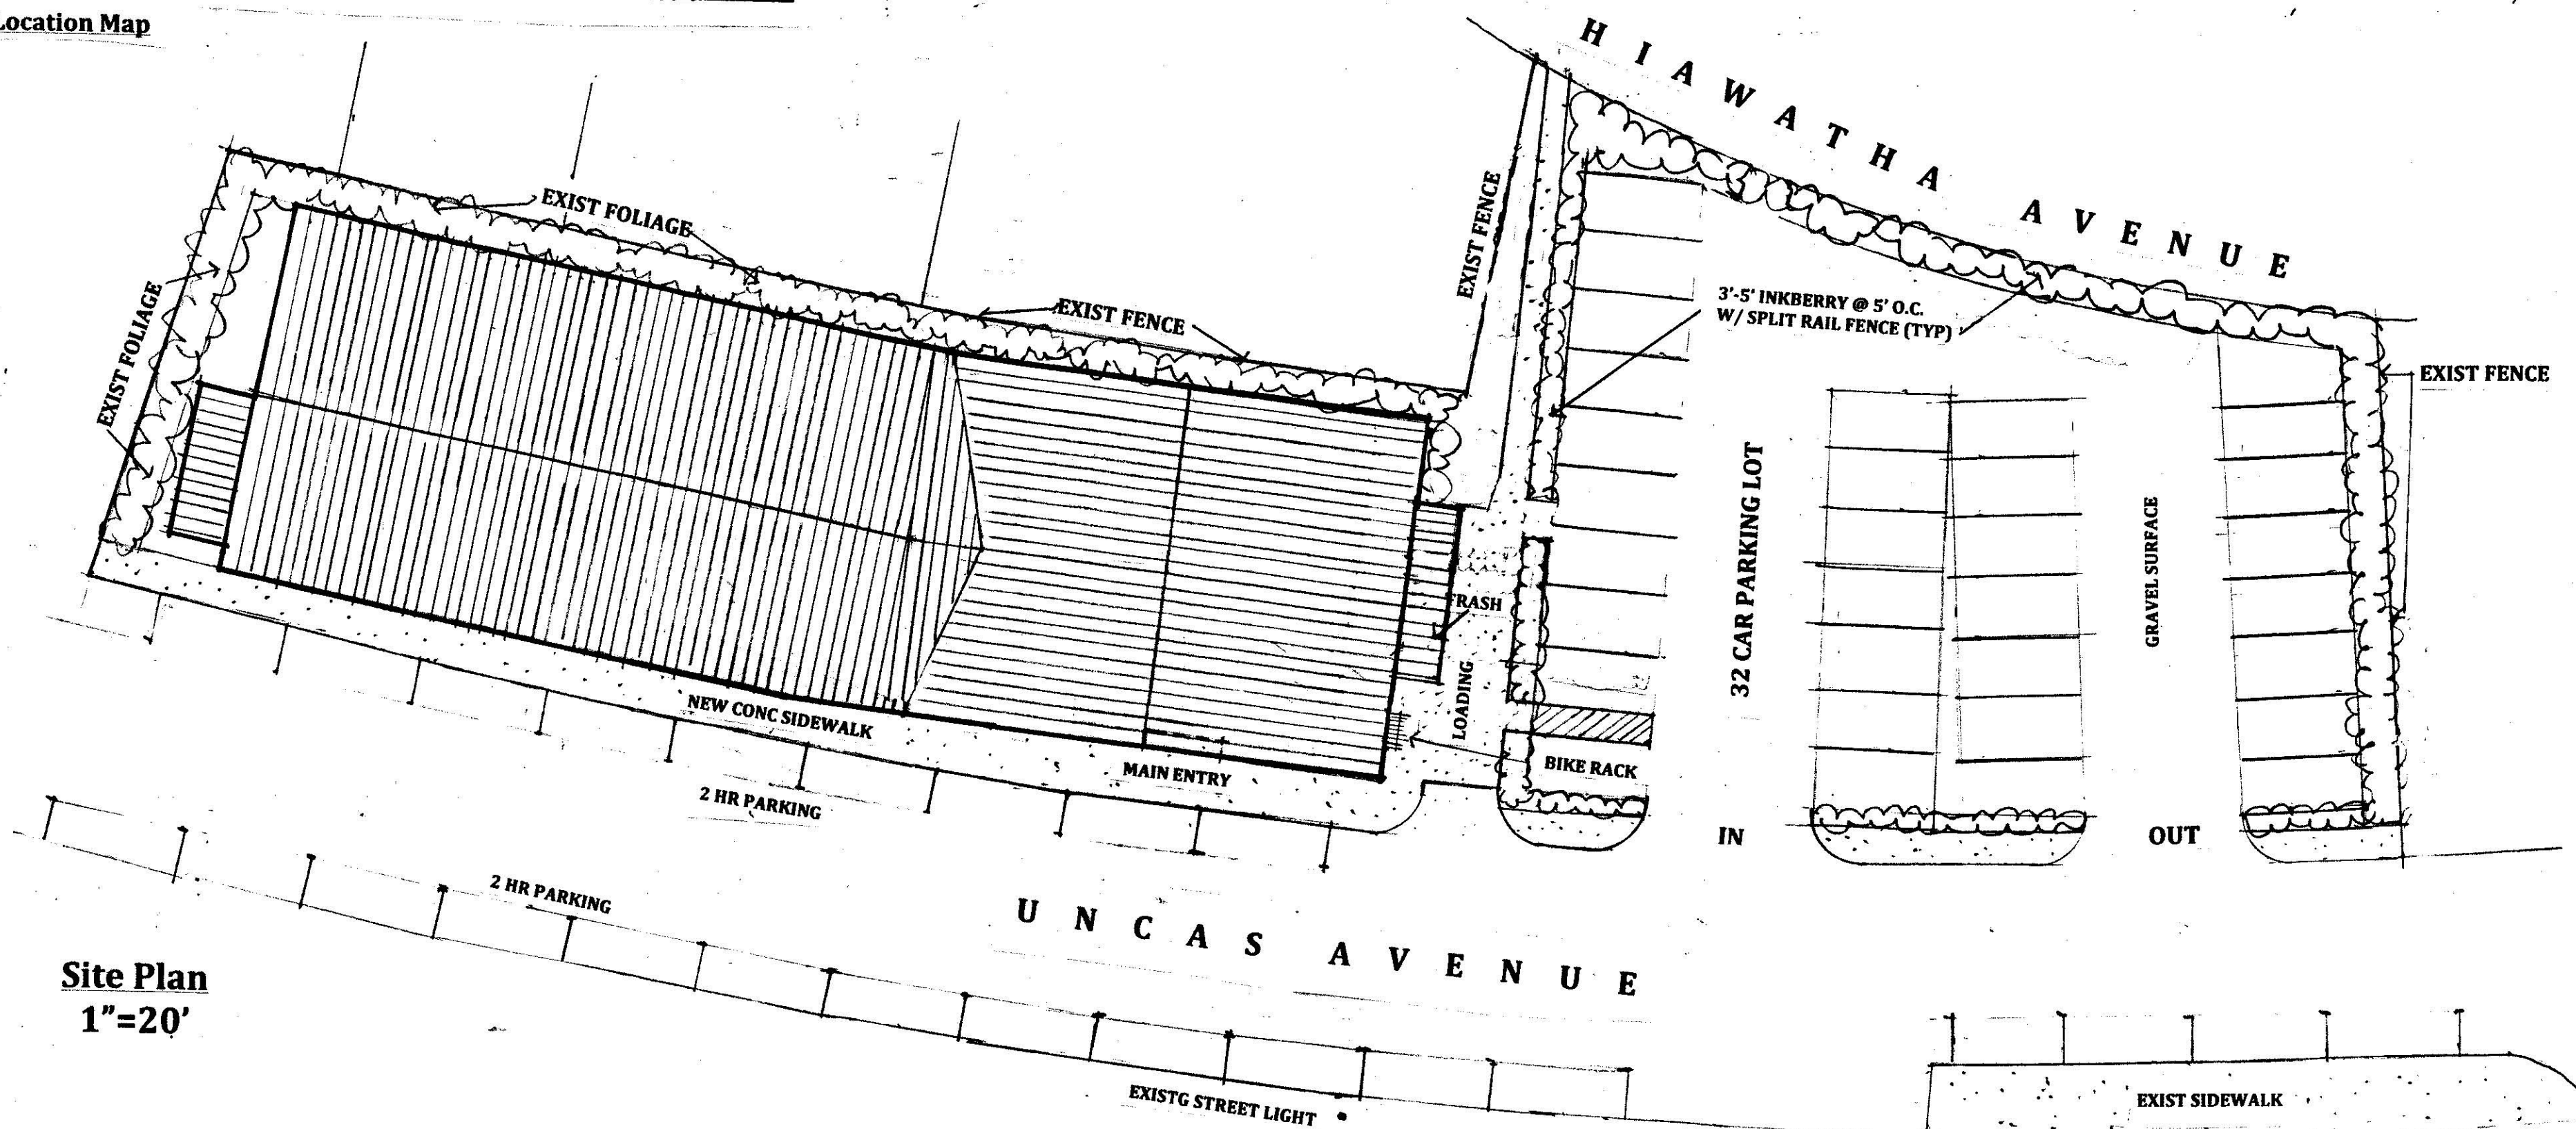 Location Map
HIAWATHA AVENUE
EXIST FOLIAGE
EXIST FENCE
EXIST FENCE
EXIST FOLIAGE
3'-5' INKBERRY @ 5' O.C.
W/ SPLIT RAIL FENCE (TYP)
EXIST FENCE
32 CAR PARKING LOT
GRAVEL SURFACE
TRASH
LOADING
NEW CONC SIDEWALK
MAIN ENTRY
BIKE RACK
2 HR PARKING
IN
OUT
2 HR PARKING
UNCAS AVENUE
Site Plan
1"=20'
EXISTG STREET LIGHT
EXIST SIDEWALK